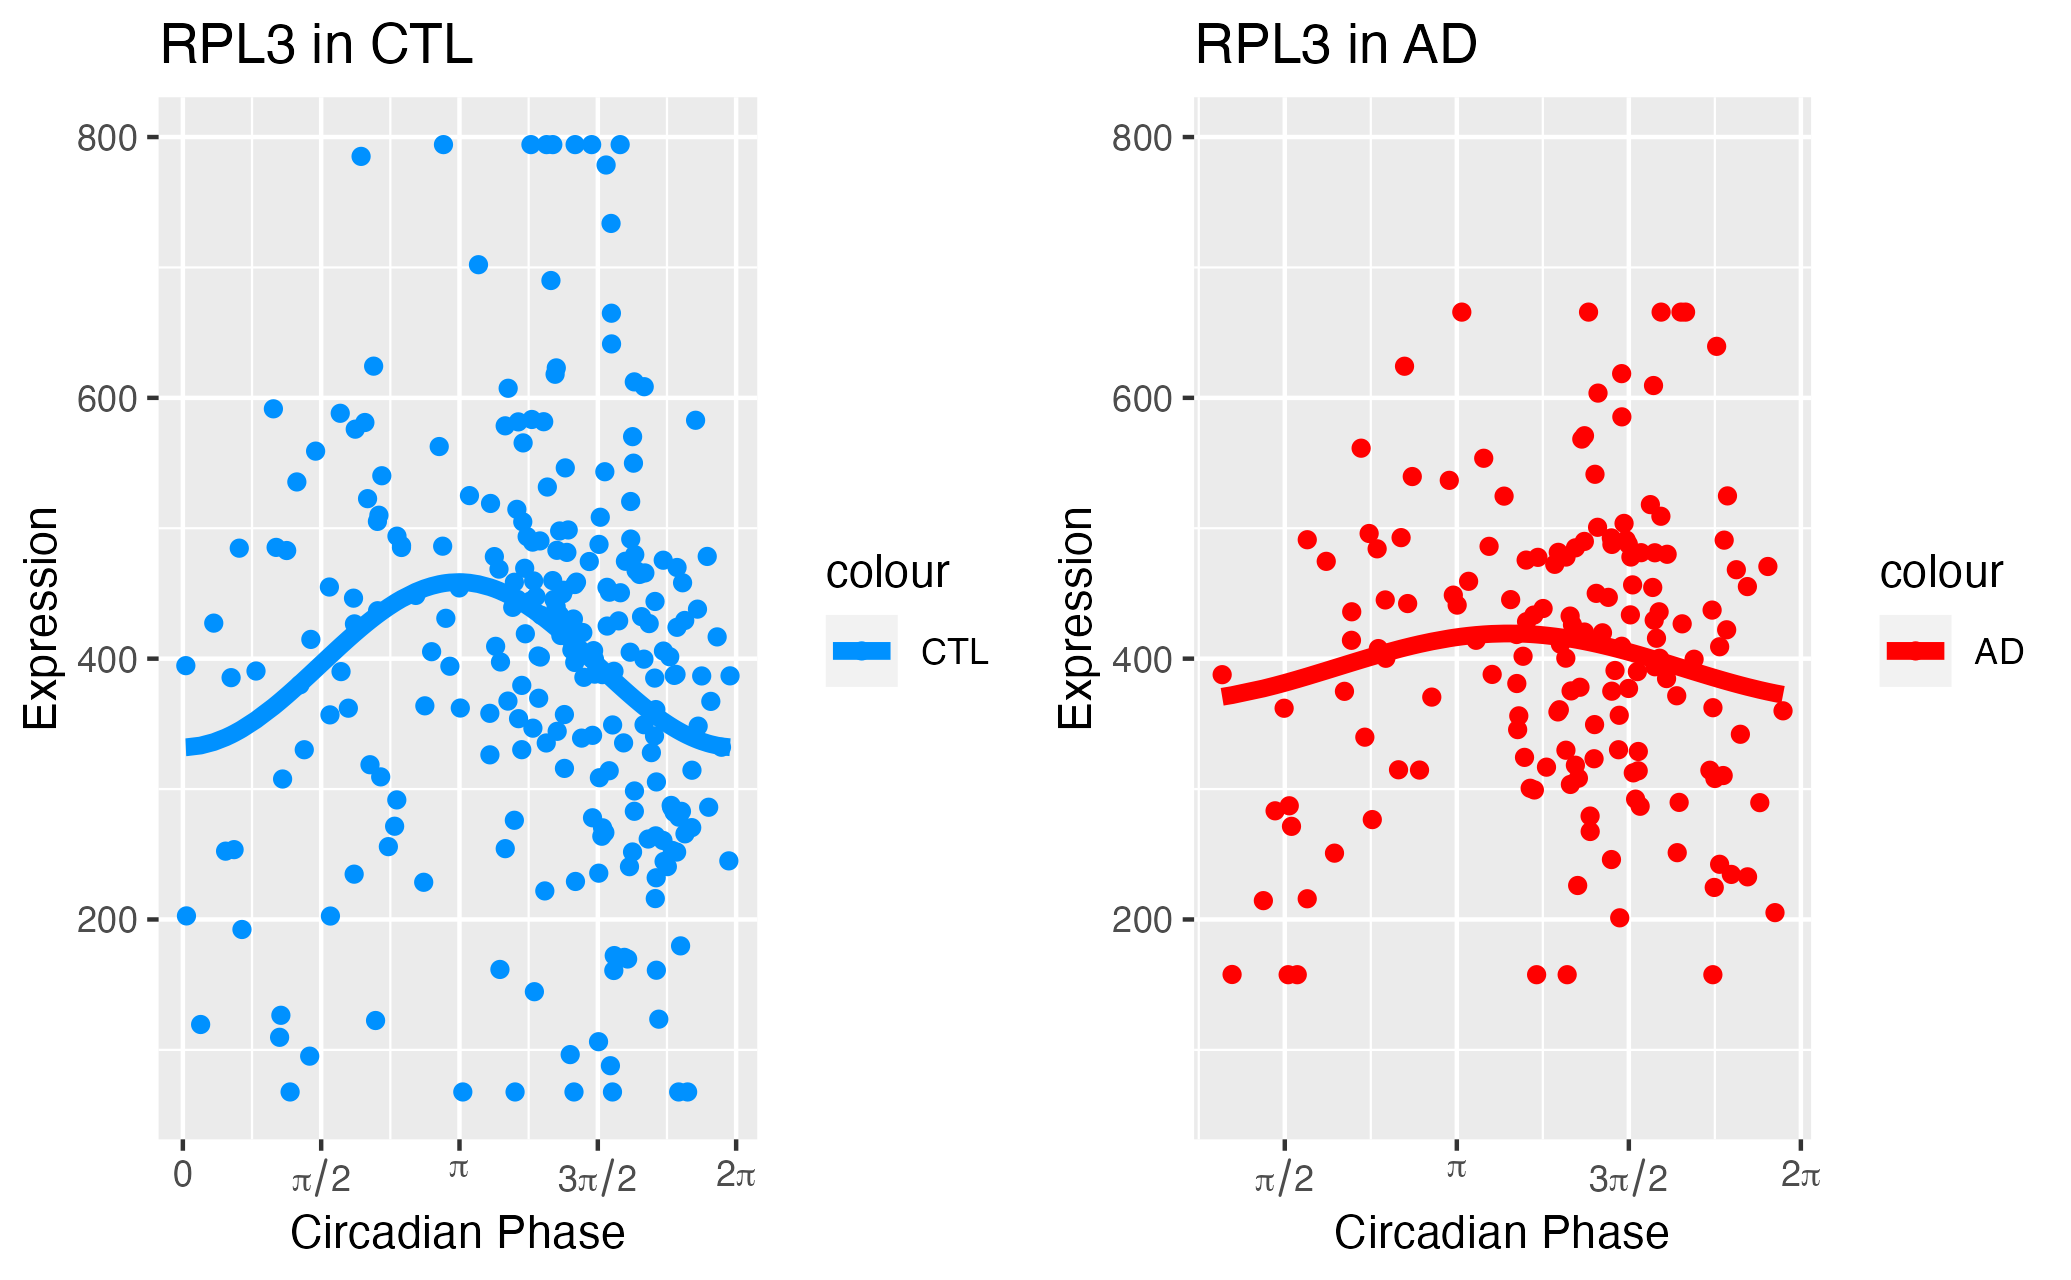 RPL3 in CTL
800
600
400
200
Expression
0
π/2
π
3π/2
2π
Circadian Phase
colour
CTL
RPL3 in AD
800
600
400
200
Expression
π/2
π
3π/2
2π
Circadian Phase
colour
AD